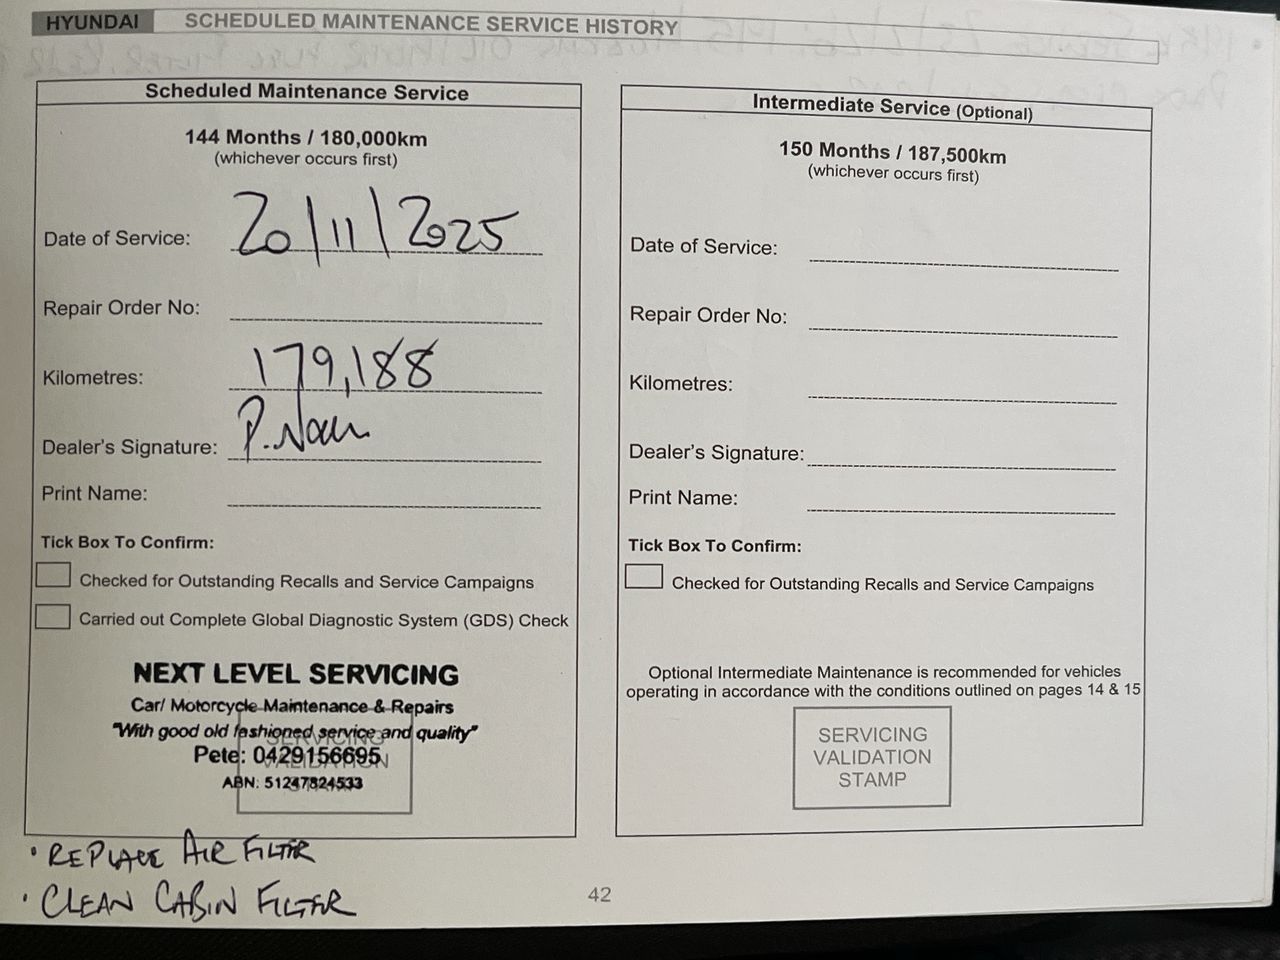 HYUNDAI SCHEDULED MAINTENANCE SERVICE HISTORY
Scheduled Maintenance Service
144 Months / 180,000km
(whichever occurs first)
Date of Service: 20/11/2025
Repair Order No:
Kilometres: 179,188
Dealer's Signature: P.
Print Name:
Tick Box To Confirm:
Checked for Outstanding Recalls and Service Campaigns
Carried out Complete Global Diagnostic System (GDS) Check
NEXT LEVEL SERVICING
Car/ Motorcycle Maintenance & Repairs
"With good old fashioned service and quality"
Pete: 0429156695
ABN: 51247824533
SERVICING
VALIDATION
• REPLACE AIR FILTER
• CLEAN CABIN FILTER
Intermediate Service (Optional)
150 Months / 187,500km
(whichever occurs first)
Date of Service:
Repair Order No:
Kilometres:
Dealer's Signature:
Print Name:
Tick Box To Confirm:
Checked for Outstanding Recalls and Service Campaigns
Optional Intermediate Maintenance is recommended for vehicles
operating in accordance with the conditions outlined on pages 14 & 15
SERVICING
VALIDATION
STAMP
42